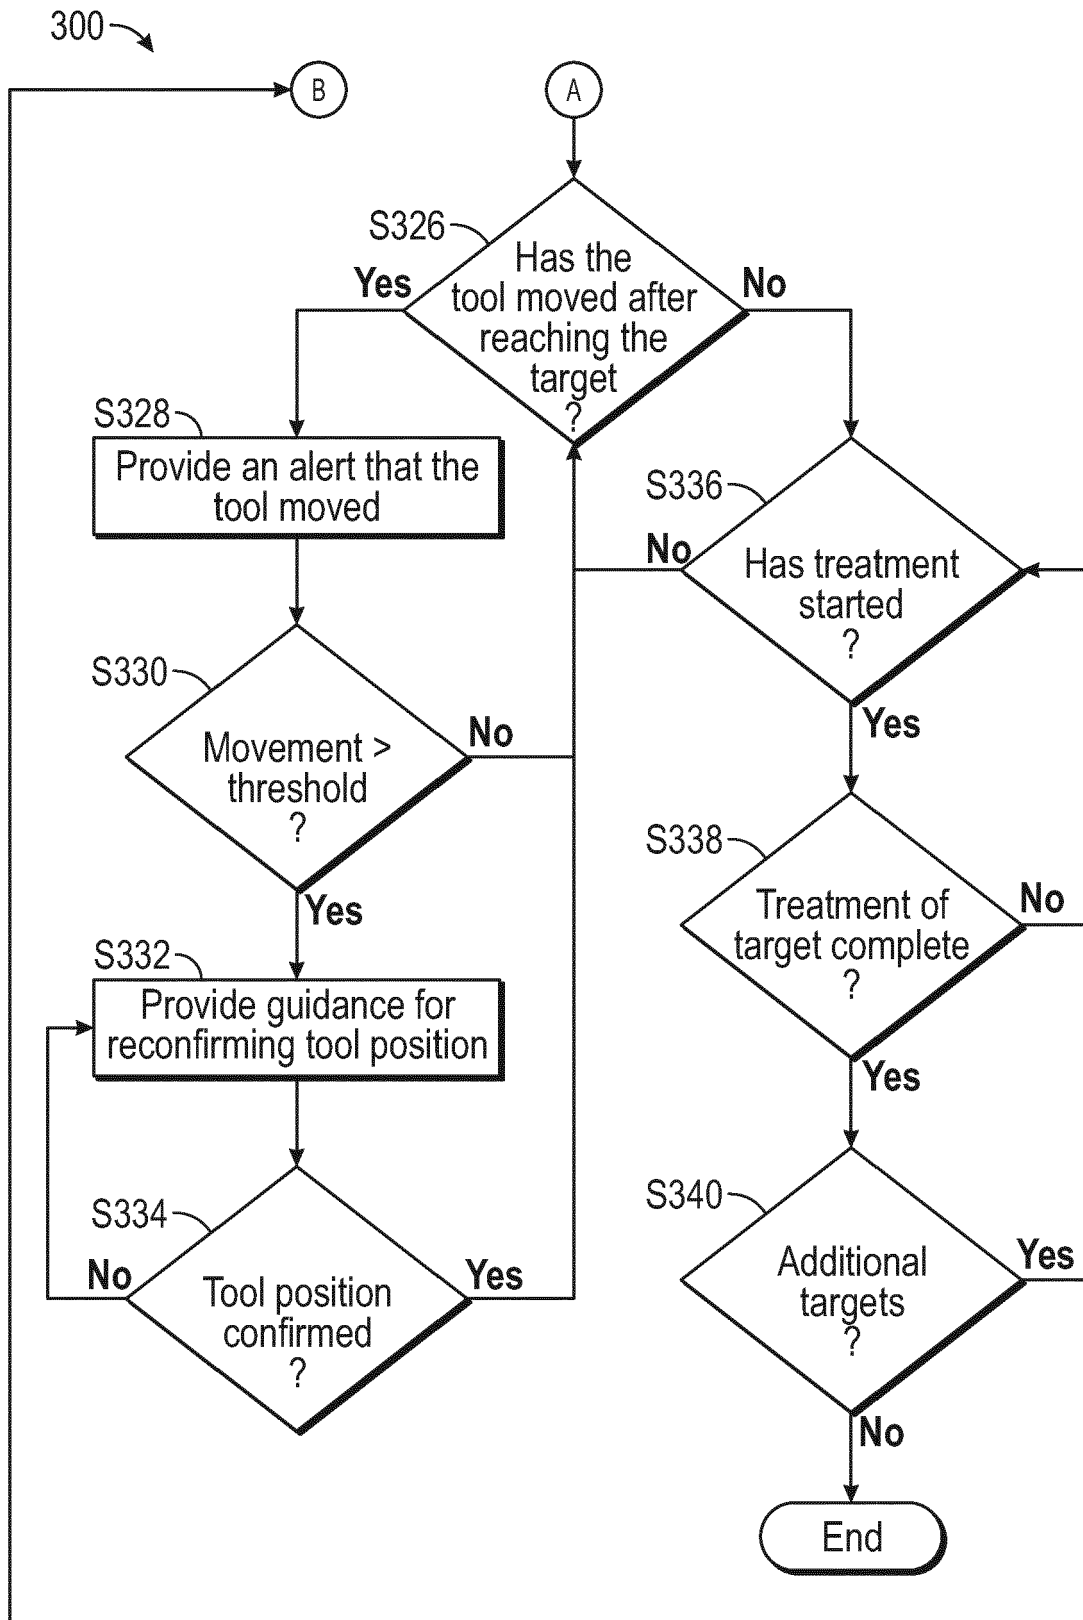 300
B
A
S326
Has the
tool moved after
reaching the
target
?
Yes
No
S328
Provide an alert that the
tool moved
S336
No
Has treatment
started
?
Yes
S330
Movement >
threshold
?
No
Yes
S338
Treatment of
target complete
?
No
Yes
S332
Provide guidance for
reconfirming tool position
S334
No
Tool position
confirmed
?
Yes
S340
Additional
targets
?
Yes
No
End